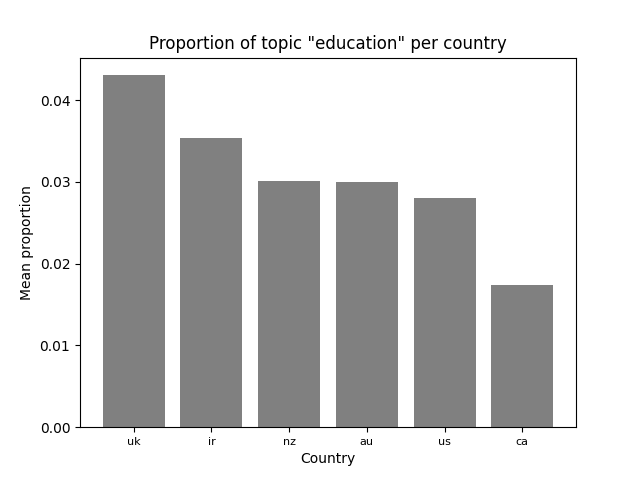 Proportion of topic "education" per country
Mean proportion
0.04
0.03
0.02
0.01
0.00
uk ir nz au us ca
Country